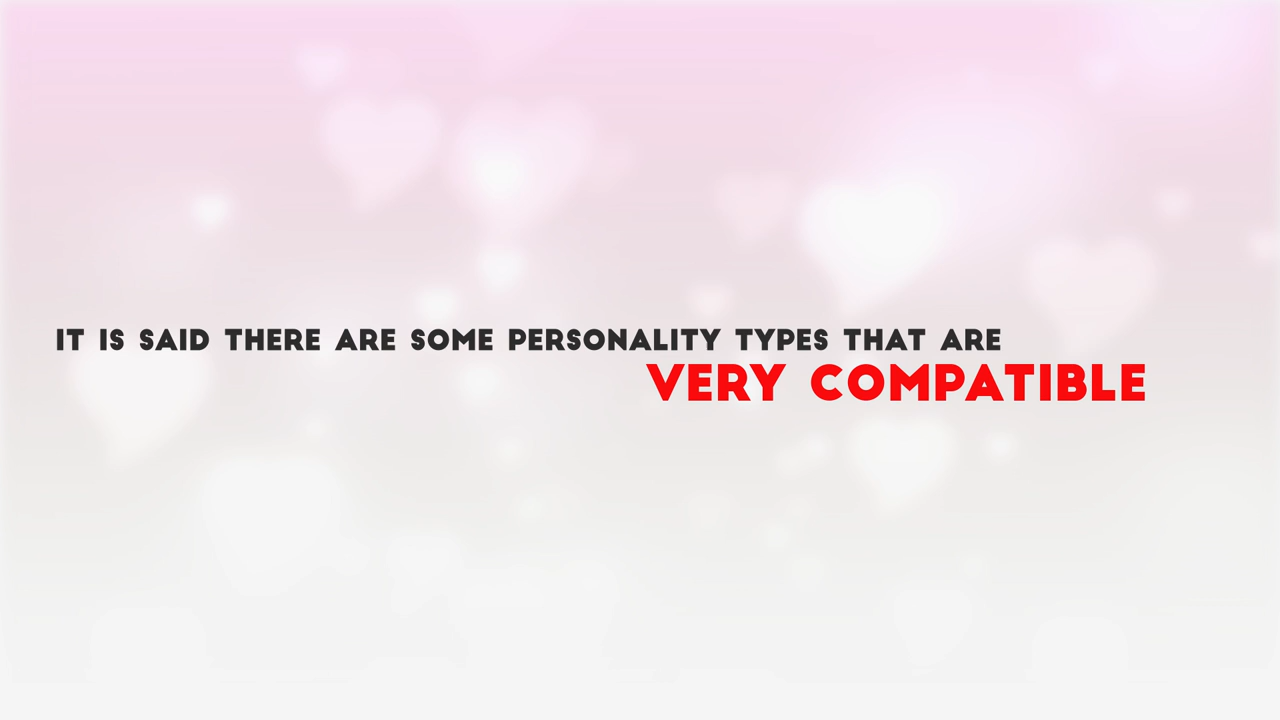 IT IS SAID THERE ARE SOME PERSONALITY TYPES THAT ARE
VERY COMPATIBLE